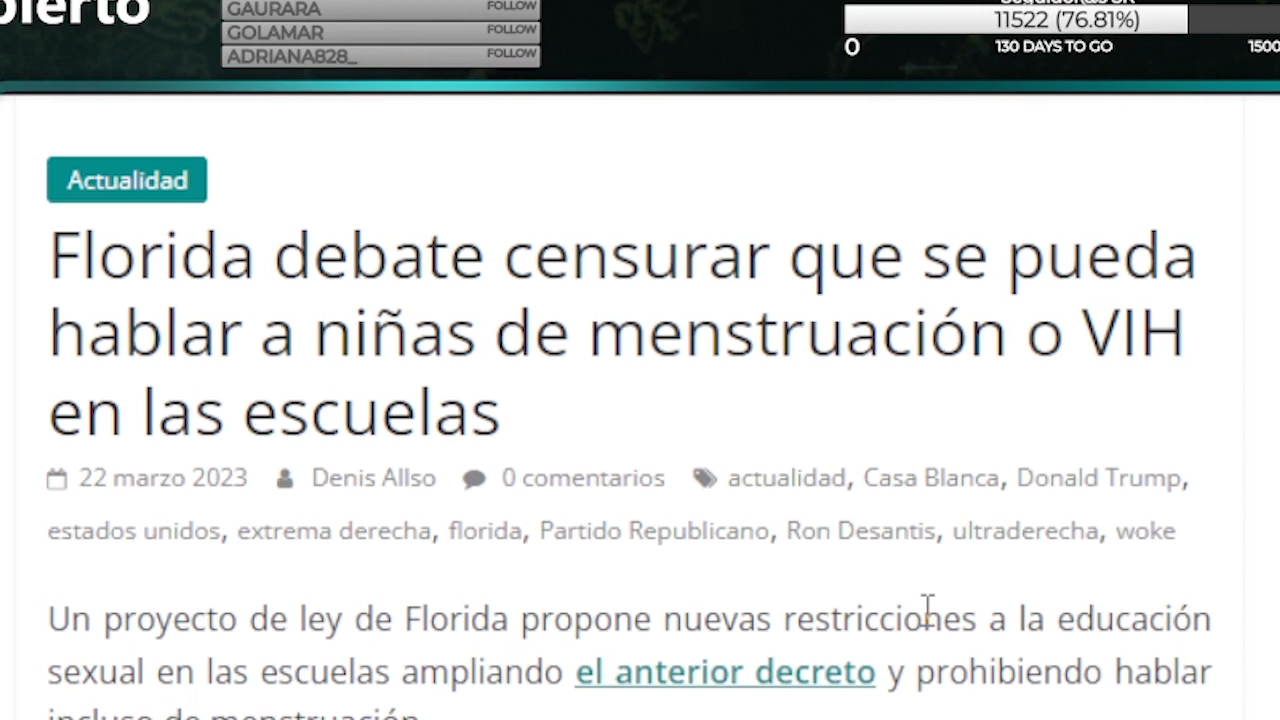 GAURARA FOLLOW
GOLAMAR FOLLOW
ADRIANA828_ FOLLOW
11522 (76.81%)
0 130 DAYS TO GO
Actualidad
Florida debate censurar que se pueda
hablar a niñas de menstruación o VIH
en las escuelas
22 marzo 2023 Denis Allso 0 comentarios actualidad, Casa Blanca, Donald Trump,
estados unidos, extrema derecha, florida, Partido Republicano, Ron Desantis, ultraderecha, woke
Un proyecto de ley de Florida propone nuevas restricciones a la educación
sexual en las escuelas ampliando el anterior decreto y prohibiendo hablar
incluso de menstruación